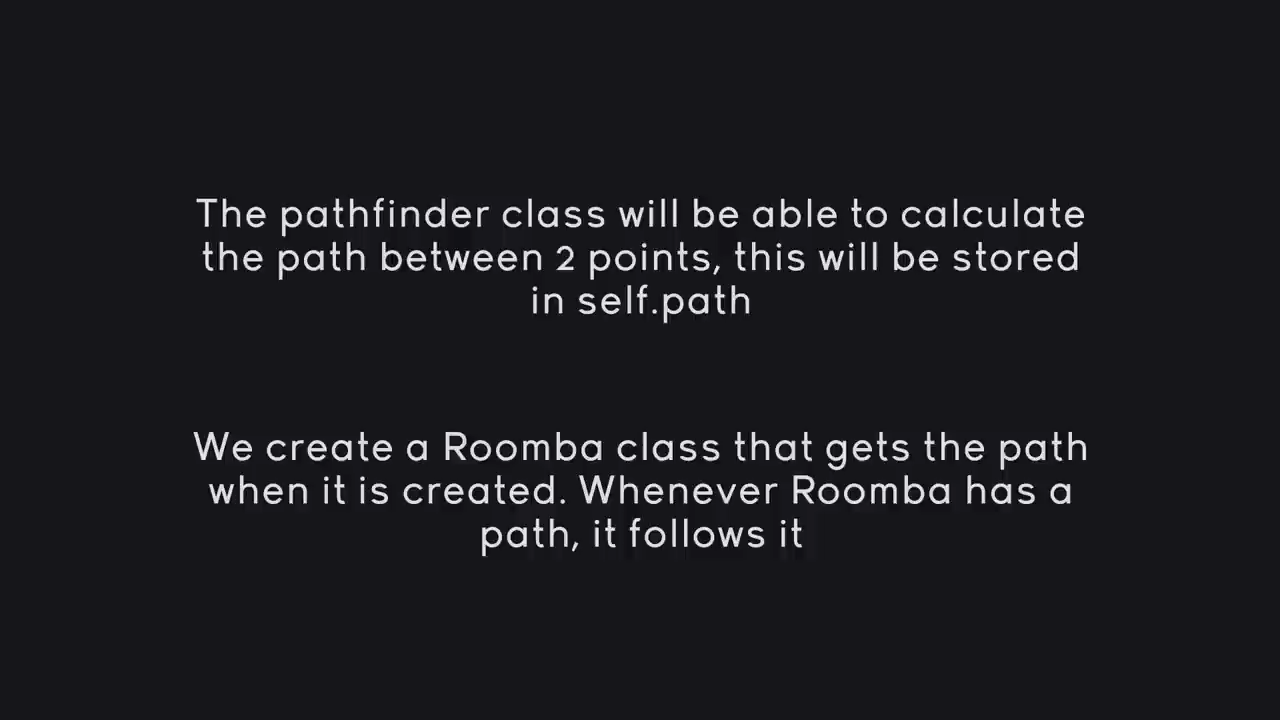 The pathfinder class will be able to calculate
the path between 2 points, this will be stored
in self.path
We create a Roomba class that gets the path
when it is created. Whenever Roomba has a
path, it follows it